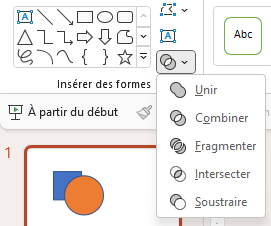 A
A
Abc
Insérer des formes
Unir
À partir du début
Combiner
1
Fragmenter
Intersecter
Soustraire